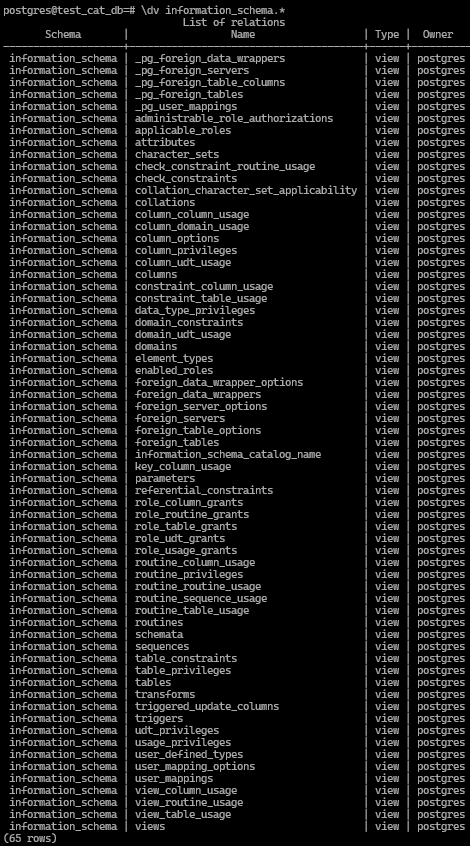 postgres@test_cat_db=# \dv information_schema.*
List of relations
Schema | Name | Type | Owner
information_schema | _pg_foreign_data_wrappers | view | postgres
information_schema | _pg_foreign_servers | view | postgres
information_schema | _pg_foreign_table_columns | view | postgres
information_schema | _pg_foreign_tables | view | postgres
information_schema | _pg_user_mappings | view | postgres
information_schema | administrable_role_authorizations | view | postgres
information_schema | applicable_roles | view | postgres
information_schema | attributes | view | postgres
information_schema | character_sets | view | postgres
information_schema | check_constraint_routine_usage | view | postgres
information_schema | check_constraints | view | postgres
information_schema | collation_character_set_applicability | view | postgres
information_schema | collations | view | postgres
information_schema | column_column_usage | view | postgres
information_schema | column_domain_usage | view | postgres
information_schema | column_options | view | postgres
information_schema | column_privileges | view | postgres
information_schema | column_udt_usage | view | postgres
information_schema | columns | view | postgres
information_schema | constraint_column_usage | view | postgres
information_schema | constraint_table_usage | view | postgres
information_schema | data_type_privileges | view | postgres
information_schema | domain_constraints | view | postgres
information_schema | domain_udt_usage | view | postgres
information_schema | domains | view | postgres
information_schema | element_types | view | postgres
information_schema | enabled_roles | view | postgres
information_schema | foreign_data_wrapper_options | view | postgres
information_schema | foreign_data_wrappers | view | postgres
information_schema | foreign_server_options | view | postgres
information_schema | foreign_servers | view | postgres
information_schema | foreign_table_options | view | postgres
information_schema | foreign_tables | view | postgres
information_schema | information_schema_catalog_name | view | postgres
information_schema | key_column_usage | view | postgres
information_schema | parameters | view | postgres
information_schema | referential_constraints | view | postgres
information_schema | role_column_grants | view | postgres
information_schema | role_routine_grants | view | postgres
information_schema | role_table_grants | view | postgres
information_schema | role_udt_grants | view | postgres
information_schema | role_usage_grants | view | postgres
information_schema | routine_column_usage | view | postgres
information_schema | routine_privileges | view | postgres
information_schema | routine_routine_usage | view | postgres
information_schema | routine_sequence_usage | view | postgres
information_schema | routine_table_usage | view | postgres
information_schema | routines | view | postgres
information_schema | schemata | view | postgres
information_schema | sequences | view | postgres
information_schema | table_constraints | view | postgres
information_schema | table_privileges | view | postgres
information_schema | tables | view | postgres
information_schema | transforms | view | postgres
information_schema | triggered_update_columns | view | postgres
information_schema | triggers | view | postgres
information_schema | udt_privileges | view | postgres
information_schema | usage_privileges | view | postgres
information_schema | user_defined_types | view | postgres
information_schema | user_mapping_options | view | postgres
information_schema | user_mappings | view | postgres
information_schema | view_column_usage | view | postgres
information_schema | view_routine_usage | view | postgres
information_schema | view_table_usage | view | postgres
information_schema | views | view | postgres
(65 rows)